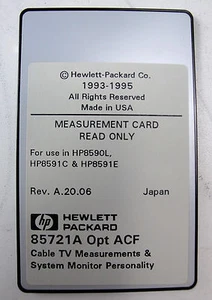 © Hewlett-Packard Co.
1993-1995
All Rights Reserved
Made in USA
MEASUREMENT CARD
READ ONLY
For use in HP8590L,
HP8591C & HP8591E
Rev. A.20.06 Japan
hp HEWLETT
PACKARD
85721A Opt ACF
Cable TV Measurements &
System Monitor Personality